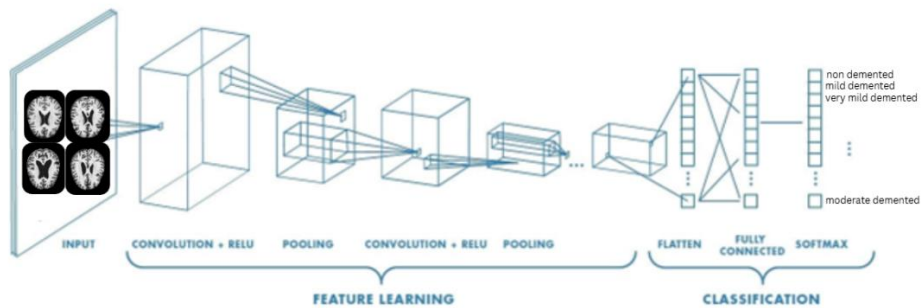 non demented
mild demented
very mild demented
moderate demented
INPUT
CONVOLUTION + RELU
POOLING
CONVOLUTION + RELU
POOLING
FLATTEN
FULLY
CONNECTED
SOFTMAX
FEATURE LEARNING
CLASSIFICATION